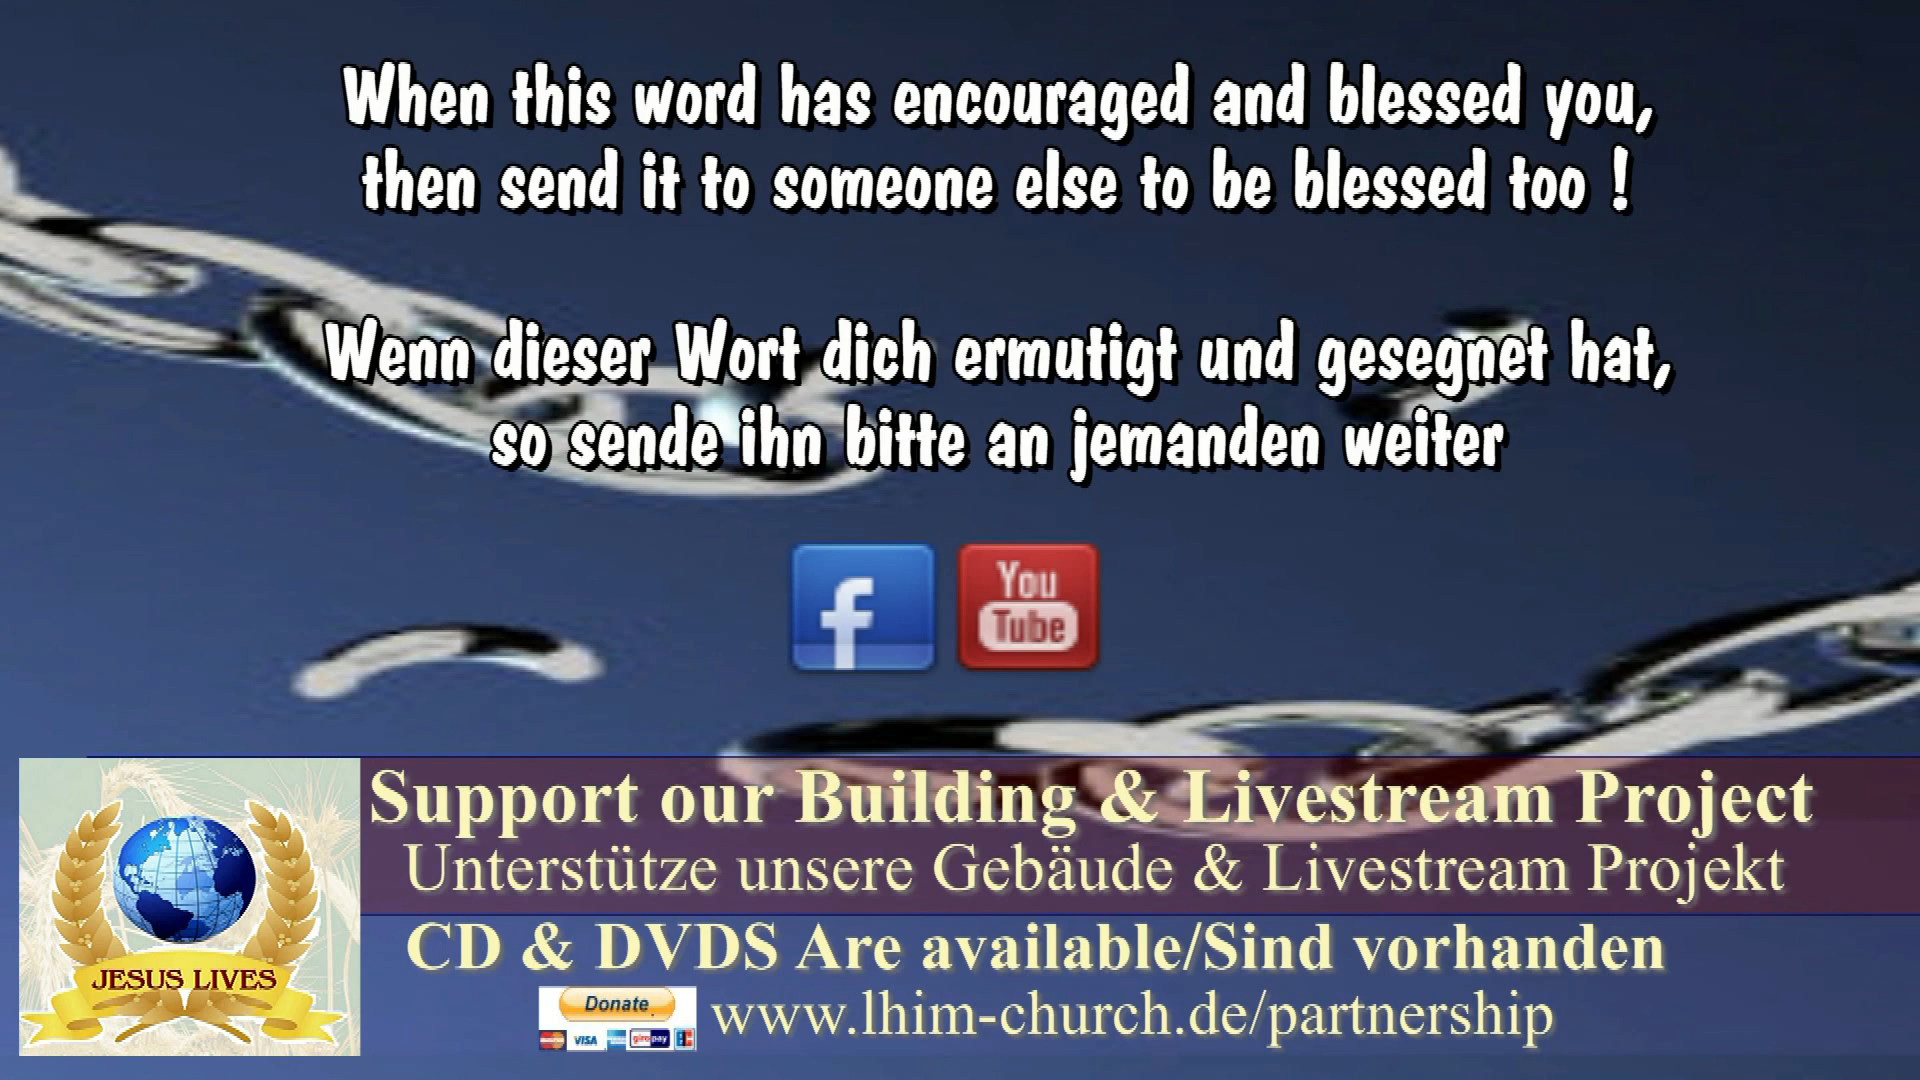 When this word has encouraged and blessed you,
then send it to someone else to be blessed too !
Wenn dieser Wort dich ermutigt und gesegnet hat,
so sende ihn bitte an jemanden weiter
f
You
Tube
Support our Building & Livestream Project
Unterstütze unsere Gebäude & Livestream Projekt
CD & DVDS Are available/Sind vorhanden
JESUS LIVES
Donate
VISA giropay
www.lhim-church.de/partnership